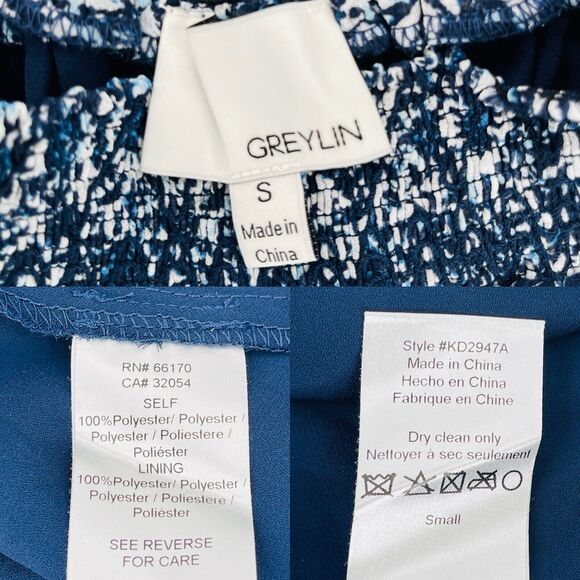 GREYLIN
S
Made in
China
RN# 66170
CA# 32054
SELF
100%Polyester/ Polyester/
Polyester/ Poliestere /
Poliéster
LINING
100%Polyester/ Polyester/
Polyester/ Poliestere /
Poliéster
SEE REVERSE
FOR CARE
Style #KD2947A
Made in China
Hecho en China
Fabrique en Chine
Dry clean only
Nettoyer à sec seulement
Small